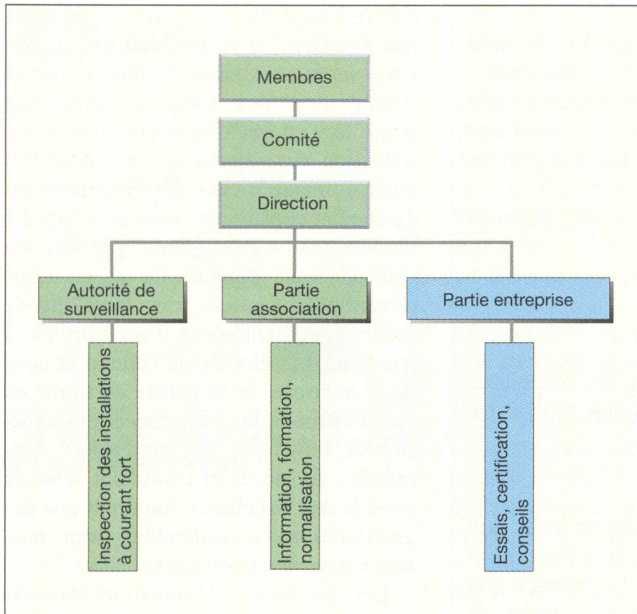 Membres
Comité
Direction
Autorité de
surveillance
Partie
association
Partie entreprise
Inspection des installations
à courant fort
Information, formation,
nomalisation
Essais, certification,
conseils